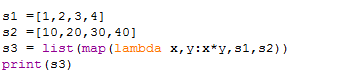 s1 =[1,2,3,4]
s2 =[10,20,30,40]
s3 = list(map(lambda x,y:x*y,s1,s2))
print(s3)